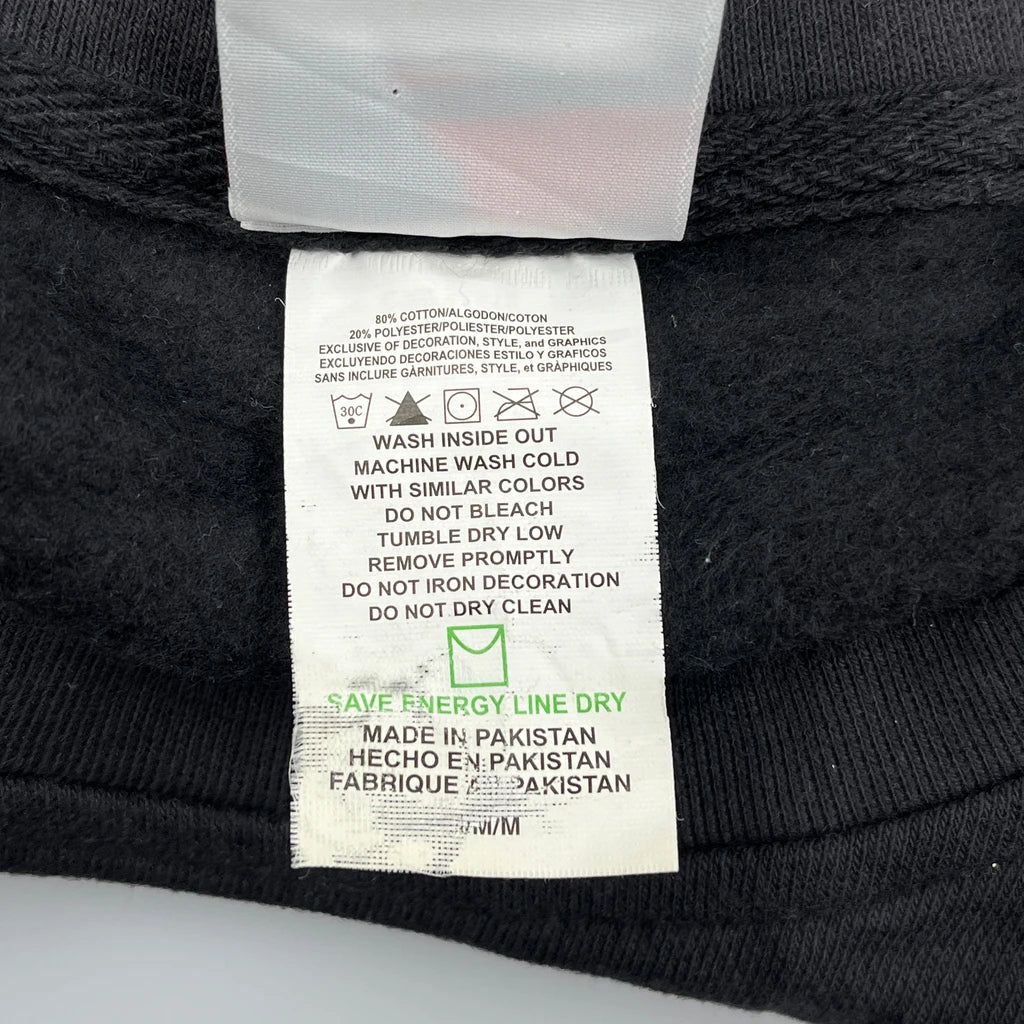 80% COTTON/ALGODON/COTON
20% POLYESTER/POLIESTER/POLYESTER
EXCLUSIVE OF DECORATION, STYLE, and GRAPHICS
EXCLUYENDO DECORACIONES ESTILO Y GRAFICOS
SANS INCLURE GÀRNITURES, STYLE, et GRÀPHIQUES
30C
WASH INSIDE OUT
MACHINE WASH COLD
WITH SIMILAR COLORS
DO NOT BLEACH
TUMBLE DRY LOW
REMOVE PROMPTLY
DO NOT IRON DECORATION
DO NOT DRY CLEAN
SAVE ENERGY LINE DRY
MADE IN PAKISTAN
HECHO EN PAKISTAN
FABRIQUE PAKISTAN
M/M